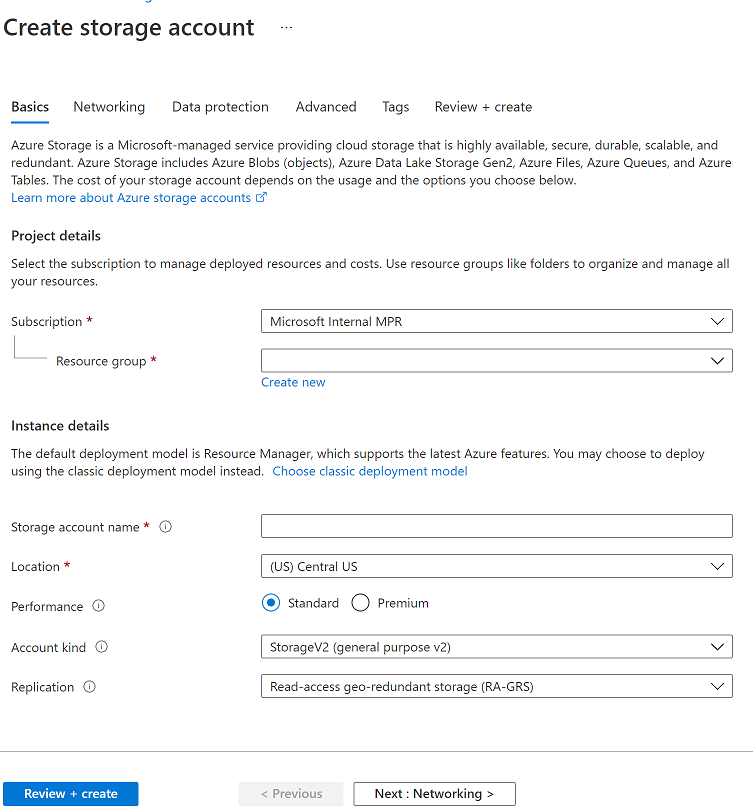 Create storage account ...
Basics Networking Data protection Advanced Tags Review + create
Azure Storage is a Microsoft-managed service providing cloud storage that is highly available, secure, durable, scalable, and
redundant. Azure Storage includes Azure Blobs (objects), Azure Data Lake Storage Gen2, Azure Files, Azure Queues, and Azure
Tables. The cost of your storage account depends on the usage and the options you choose below.
Learn more about Azure storage accounts
Project details
Select the subscription to manage deployed resources and costs. Use resource groups like folders to organize and manage all
your resources.
Subscription * Microsoft Internal MPR
Resource group *
Create new
Instance details
The default deployment model is Resource Manager, which supports the latest Azure features. You may choose to deploy
using the classic deployment model instead. Choose classic deployment model
Storage account name *
Location * (US) Central US
Performance Standard Premium
Account kind StorageV2 (general purpose v2)
Replication Read-access geo-redundant storage (RA-GRS)
Review + create < Previous Next : Networking >